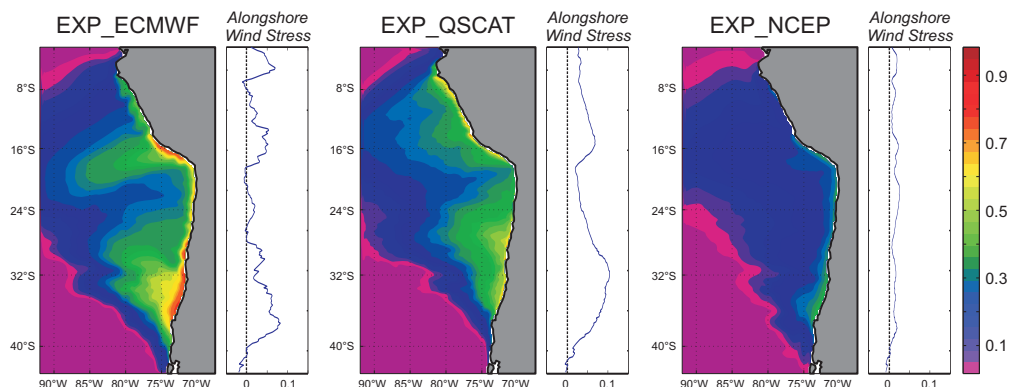 EXP_ECMWF
Alongshore
Wind Stress
EXP_QSCAT
Alongshore
Wind Stress
EXP_NCEP
Alongshore
Wind Stress
8°S
16°S
24°S
32°S
40°S
90°W 85°W 80°W 75°W 70°W
0 0.1
8°S
16°S
24°S
32°S
40°S
90°W 85°W 80°W 75°W 70°W
0 0.1
8°S
16°S
24°S
32°S
40°S
90°W 85°W 80°W 75°W 70°W
0 0.1
0.9
0.7
0.5
0.3
0.1